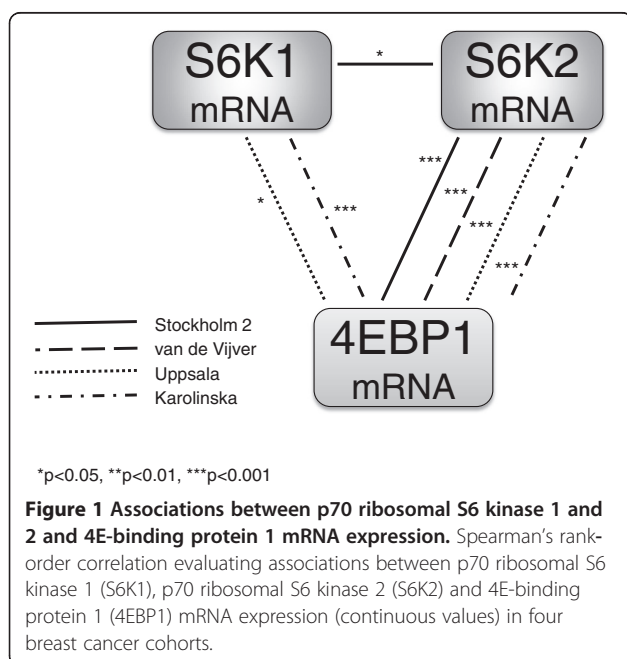 S6K1
mRNA
*
S6K2
mRNA
*
***
***
***
***
***
4EBP1
mRNA
Stockholm 2
van de Vijver
Uppsala
Karolinska
*p<0.05, **p<0.01, ***p<0.001
Figure 1 Associations between p70 ribosomal S6 kinase 1 and
2 and 4E-binding protein 1 mRNA expression. Spearman's rank-
order correlation evaluating associations between p70 ribosomal S6
kinase 1 (S6K1), p70 ribosomal S6 kinase 2 (S6K2) and 4E-binding
protein 1 (4EBP1) mRNA expression (continuous values) in four
breast cancer cohorts.